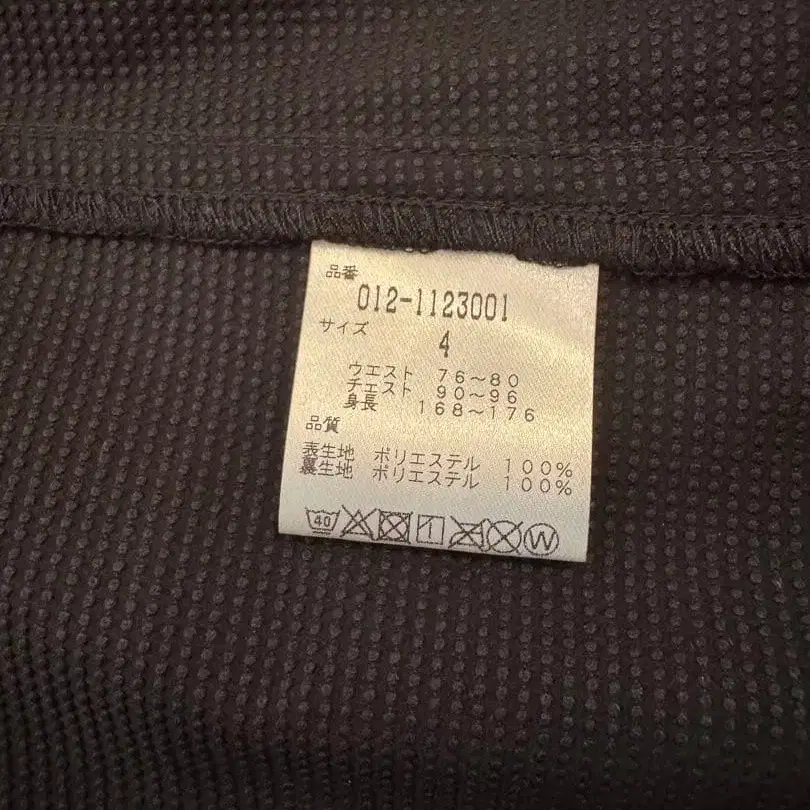 品番
012-1123001
サイズ
4
ウエスト 76～80
チェスト 90～96
身長 168～176
品質
表生地 ポリエステル 100%
裏生地 ポリエステル 100%
40 W